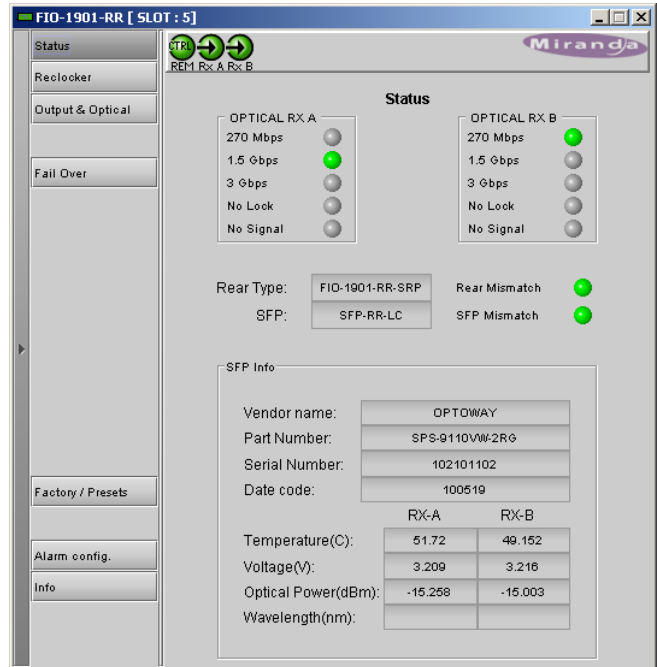 FIO-1901-RR [ SLOT : 5]
Status
Reclocker
Output & Optical
Fail Over
Factory / Presets
Alarm config.
Info
CTRL
REM Rx A Rx B
Miranda
Status
OPTICAL RX A
270 Mbps
1.5 Gbps
3 Gbps
No Lock
No Signal
OPTICAL RX B
270 Mbps
1.5 Gbps
3 Gbps
No Lock
No Signal
Rear Type: FIO-1901-RR-SRP Rear Mismatch
SFP: SFP-RR-LC SFP Mismatch
SFP Info
Vendor name: OPTOWAY
Part Number: SPS-9110VW-2RG
Serial Number: 102101102
Date code: 100519
RX-A RX-B
Temperature(C): 51.72 49.152
Voltage(V): 3.209 3.216
Optical Power(dBm): -15.258 -15.003
Wavelength(nm):